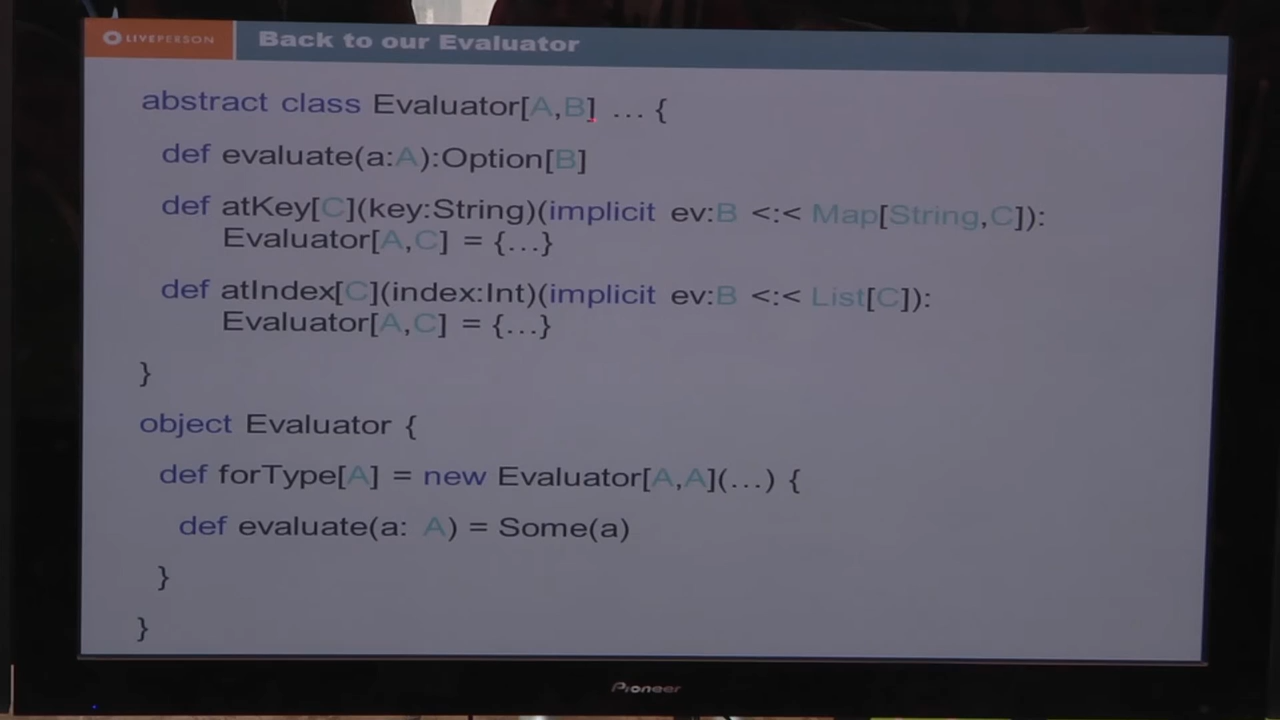 LIVEPERSON
Back to our Evaluator
abstract class Evaluator[A,B] … {
def evaluate(a:A):Option[B]
def atKey[C](key:String)(implicit ev:B <:< Map[String,C]):
Evaluator[A,C] = {…}
def atIndex[C](index:Int)(implicit ev:B <:< List[C]):
Evaluator[A,C] = {…}
}
object Evaluator {
def forType[A] = new Evaluator[A,A](…) {
def evaluate(a: A) = Some(a)
}
}
Pioneer